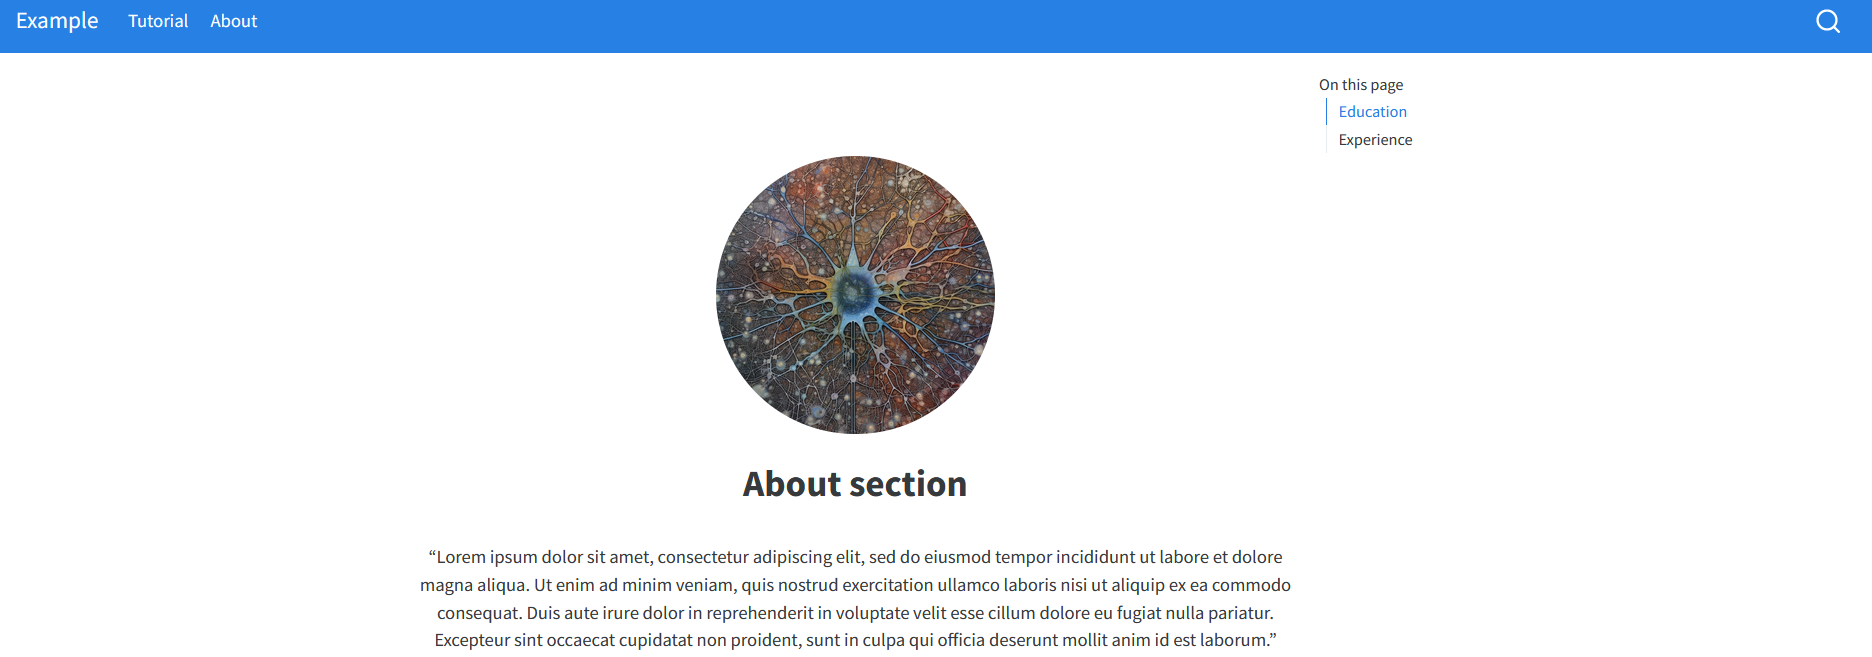 Example Tutorial About
On this page
Education
Experience
About section
“Lorem ipsum dolor sit amet, consectetur adipiscing elit, sed do eiusmod tempor incididunt ut labore et dolore
magna aliqua. Ut enim ad minim veniam, quis nostrud exercitation ullamco laboris nisi ut aliquip ex ea commodo
consequat. Duis aute irure dolor in reprehenderit in voluptate velit esse cillum dolore eu fugiat nulla pariatur.
Excepteur sint occaecat cupidatat non proident, sunt in culpa qui officia deserunt mollit anim id est laborum.”